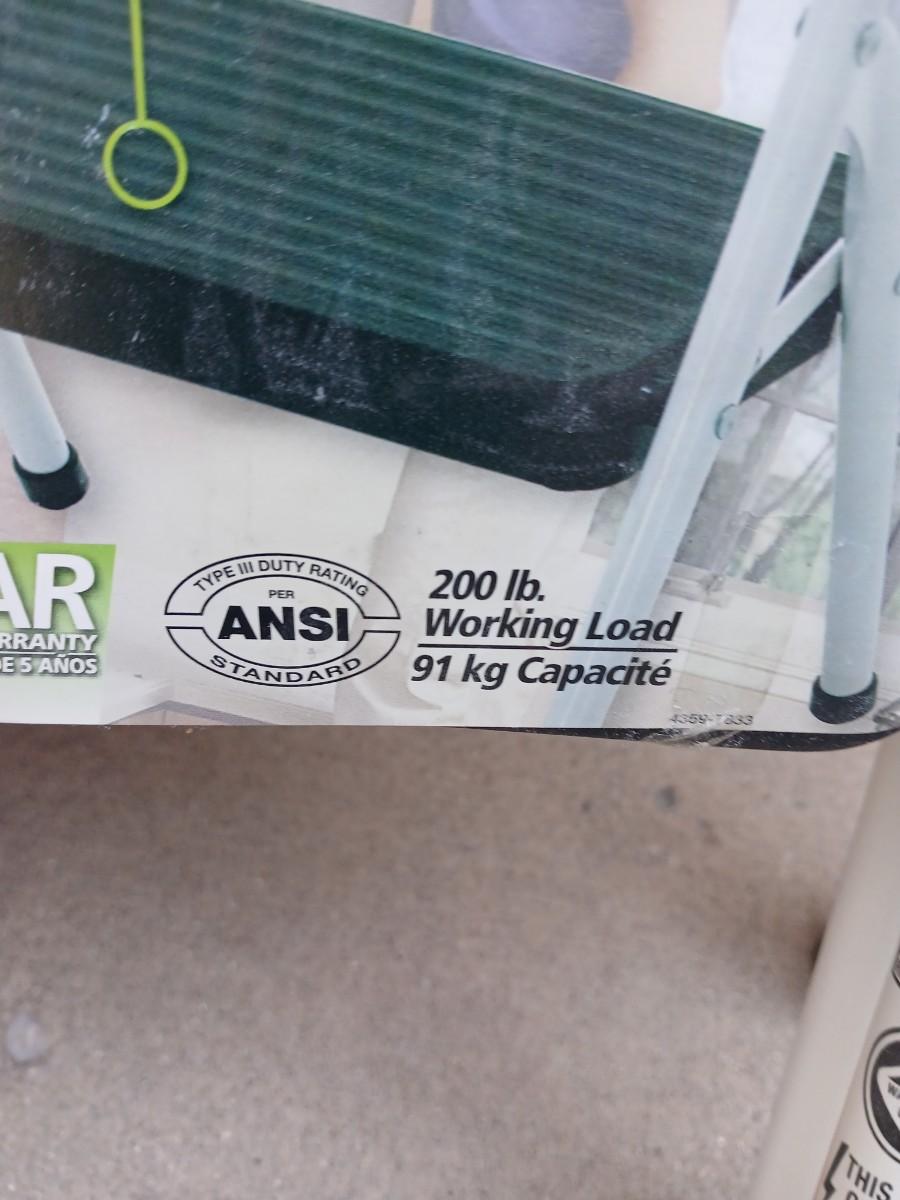 AR
RRANTY
DE 5 AÑOS
TYPE III DUTY RATING
PER
ANSI
STANDARD
200 lb.
Working Load
91 kg Capacité
THIS